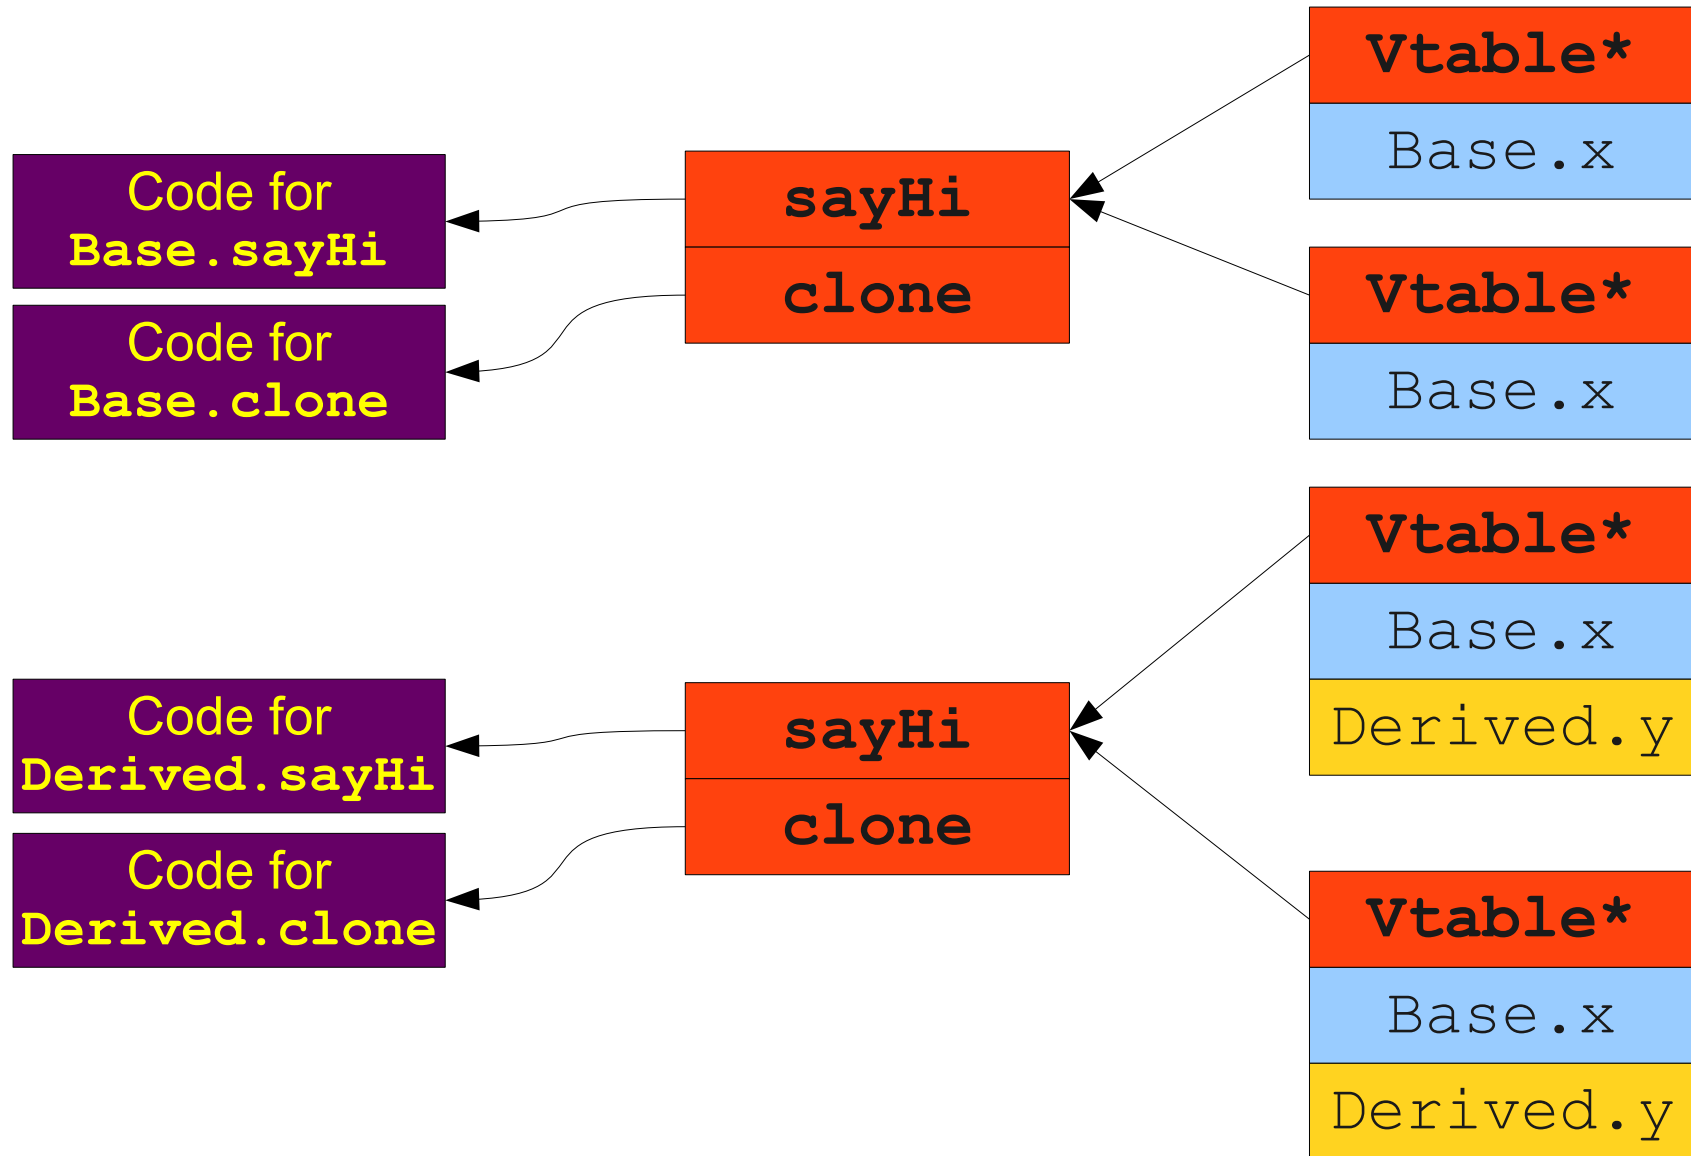 Code for
Base.sayHi
Code for
Base.clone
sayHi
clone
Vtable*
Base.x
Vtable*
Base.x
Code for
Derived.sayHi
Code for
Derived.clone
sayHi
clone
Vtable*
Base.x
Derived.y
Vtable*
Base.x
Derived.y